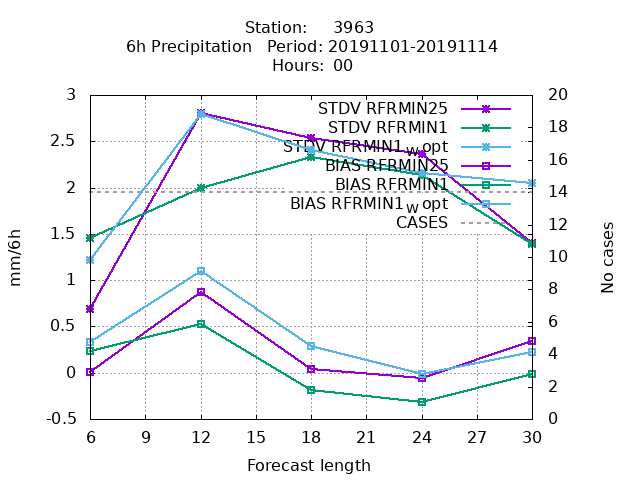 Station: 3963
6h Precipitation Period: 20191101-20191114
Hours: 00
3
2.5
2
1.5
1
0.5
0
-0.5
mm/6h
STDV RFRMIN25
STDV RFRMIN1
STDV RFRMIN1_w opt
BIAS RFRMIN25
BIAS RFRMIN1
BIAS RFRMIN1_w opt
CASES
20
18
16
14
12
10
8
6
4
2
0
No cases
6 9 12 15 18 21 24 27 30
Forecast length